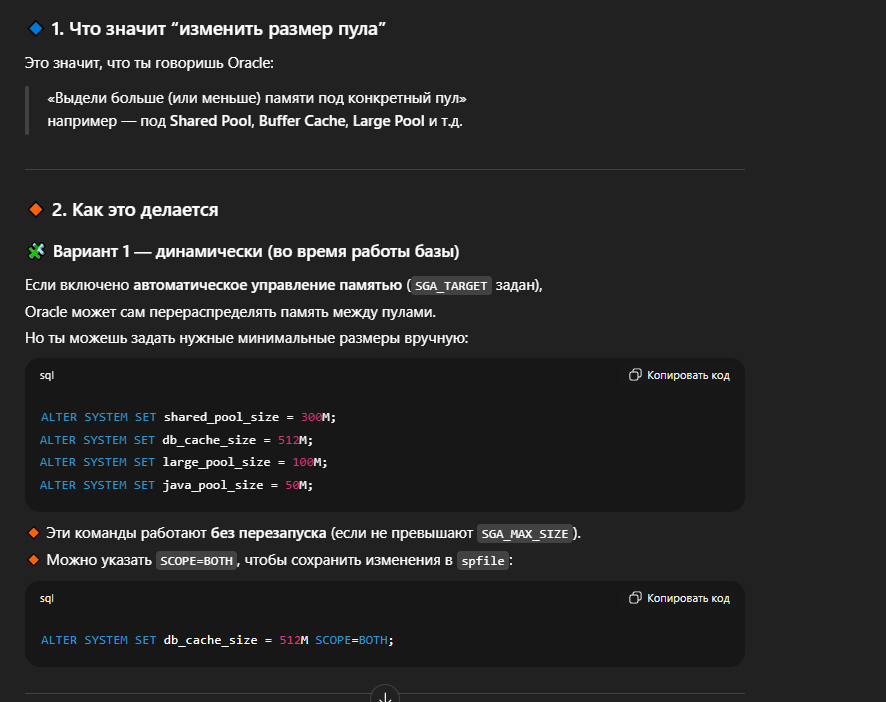 1. Что значит “изменить размер пула”
Это значит, что ты говоришь Oracle:
«Выдели больше (или меньше) памяти под конкретный пул»
например — под Shared Pool, Buffer Cache, Large Pool и т.д.
2. Как это делается
Вариант 1 — динамически (во время работы базы)
Если включено автоматическое управление памятью (SGA_TARGET задан),
Oracle может сам перераспределять память между пулами.
Но ты можешь задать нужные минимальные размеры вручную:
sql Копировать код
ALTER SYSTEM SET shared_pool_size = 300M;
ALTER SYSTEM SET db_cache_size = 512M;
ALTER SYSTEM SET large_pool_size = 100M;
ALTER SYSTEM SET java_pool_size = 50M;
Эти команды работают без перезапуска (если не превышают SGA_MAX_SIZE).
Можно указать SCOPE=BOTH, чтобы сохранить изменения в spfile:
sql Копировать код
ALTER SYSTEM SET db_cache_size = 512M SCOPE=BOTH;